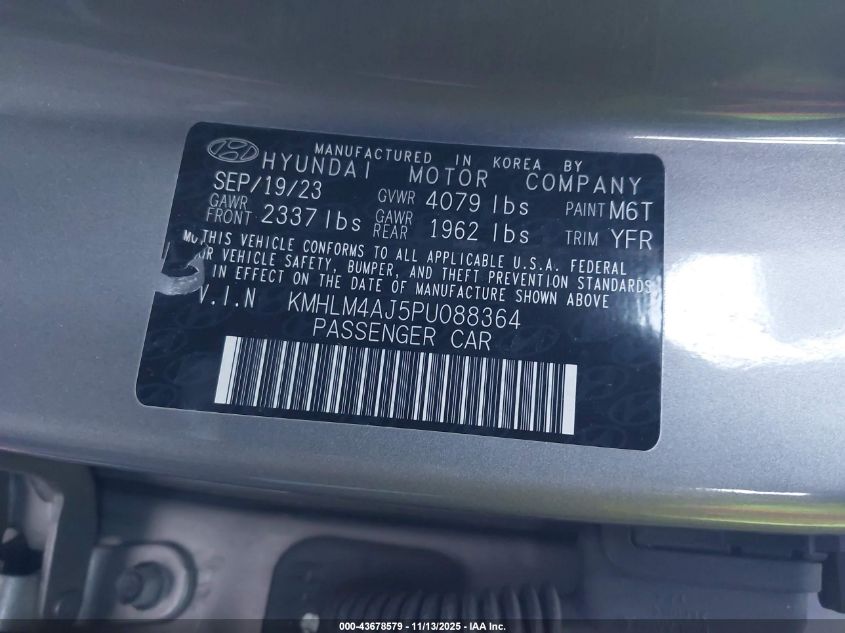 MANUFACTURED IN KOREA BY
HYUNDAI MOTOR COMPANY
SEP/19/23 GVWR 4079 lbs PAINT M6T
GAWR FRONT 2337 lbs GAWR REAR 1962 lbs TRIM YFR
THIS VEHICLE CONFORMS TO ALL APPLICABLE U.S.A. FEDERAL
VEHICLE SAFETY, BUMPER, AND THEFT PREVENTION STANDARDS
IN EFFECT ON THE DATE OF MANUFACTURE SHOWN ABOVE
V.I.N KMHLM4AJ5PU088364
PASSENGER CAR
000-43678579 | 11/13/2025 - IAA Inc.